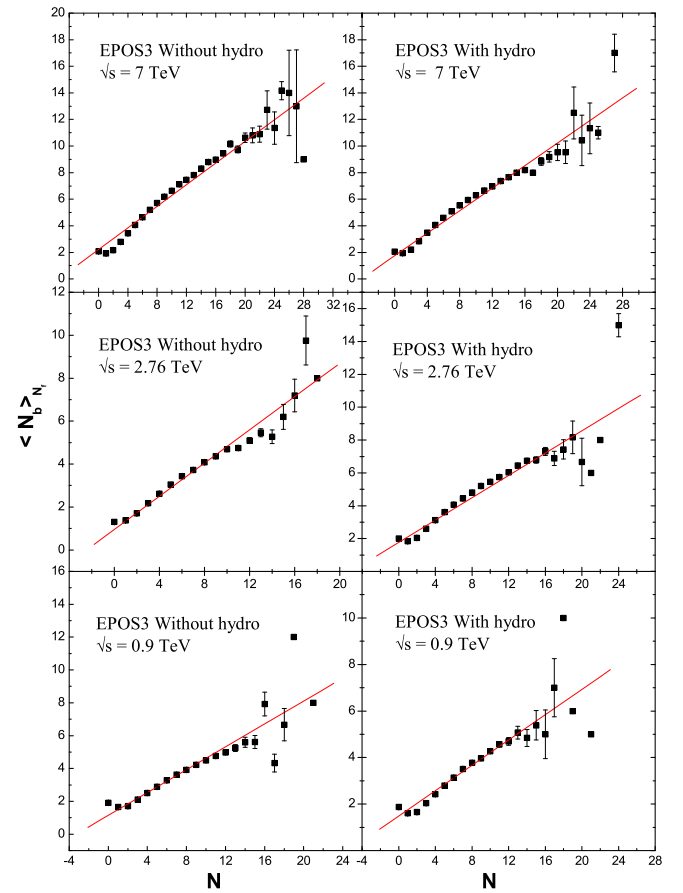 20
18
16
14
12
10
8
6
4
2
0
EPOS3 Without hydro
√s = 7 TeV
0 4 8 12 16 20 24 28 32
18
16
14
12
10
8
6
4
2
0
EPOS3 With hydro
√s = 7 TeV
0 4 8 12 16 20 24 28
12
10
8
6
4
2
0
EPOS3 Without hydro
√s = 2.76 TeV
0 4 8 12 16 20
16
14
12
10
8
6
4
2
EPOS3 With hydro
√s = 2.76 TeV
0 4 8 12 16 20 24 28
< N_b >_{N_f}
16
14
12
10
8
6
4
2
0
EPOS3 Without hydro
√s = 0.9 TeV
-4 0 4 8 12 16 20 24
N
10
8
6
4
2
EPOS3 With hydro
√s = 0.9 TeV
-4 0 4 8 12 16 20 24 28
N